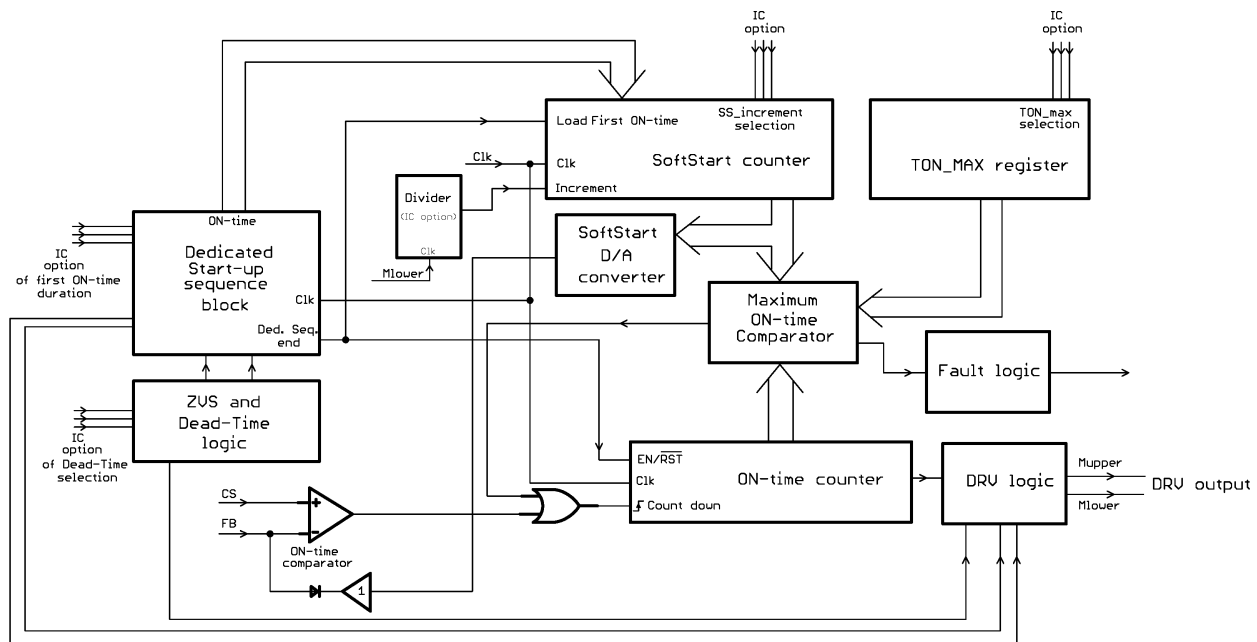 IC
option
IC
option
Load First ON-time
SS_increment
selection
SoftStart counter
Clk
Clk
Increment
TON_max
selection
TON_MAX register
Divider
(IC option)
Clk
Mlower
ON-time
Dedicated
Start-up
sequence
block
Clk
Ded. Seq.
end
IC
option
of first ON-time
duration
SoftStart
D/A
converter
Maximum
ON-time
Comparator
Fault logic
ZVS and
Dead-Time
logic
IC
option
of Dead-Time
selection
CS
FB
+
-
ON-time
comparator
1
EN/RST
Clk
Count down
ON-time counter
DRV logic
Mupper
Mlower
DRV output